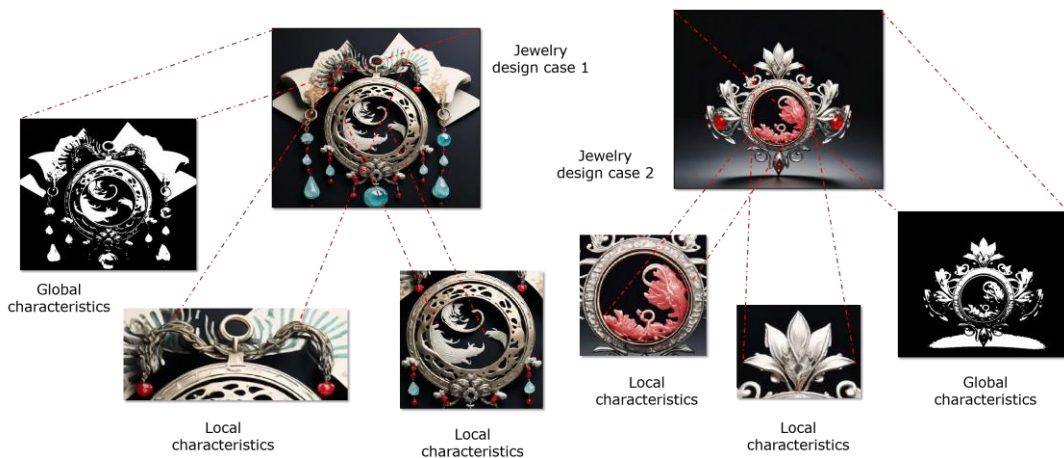 Jewelry
design case 1
Jewelry
design case 2
Global
characteristics
Local
characteristics
Local
characteristics
Local
characteristics
Local
characteristics
Global
characteristics